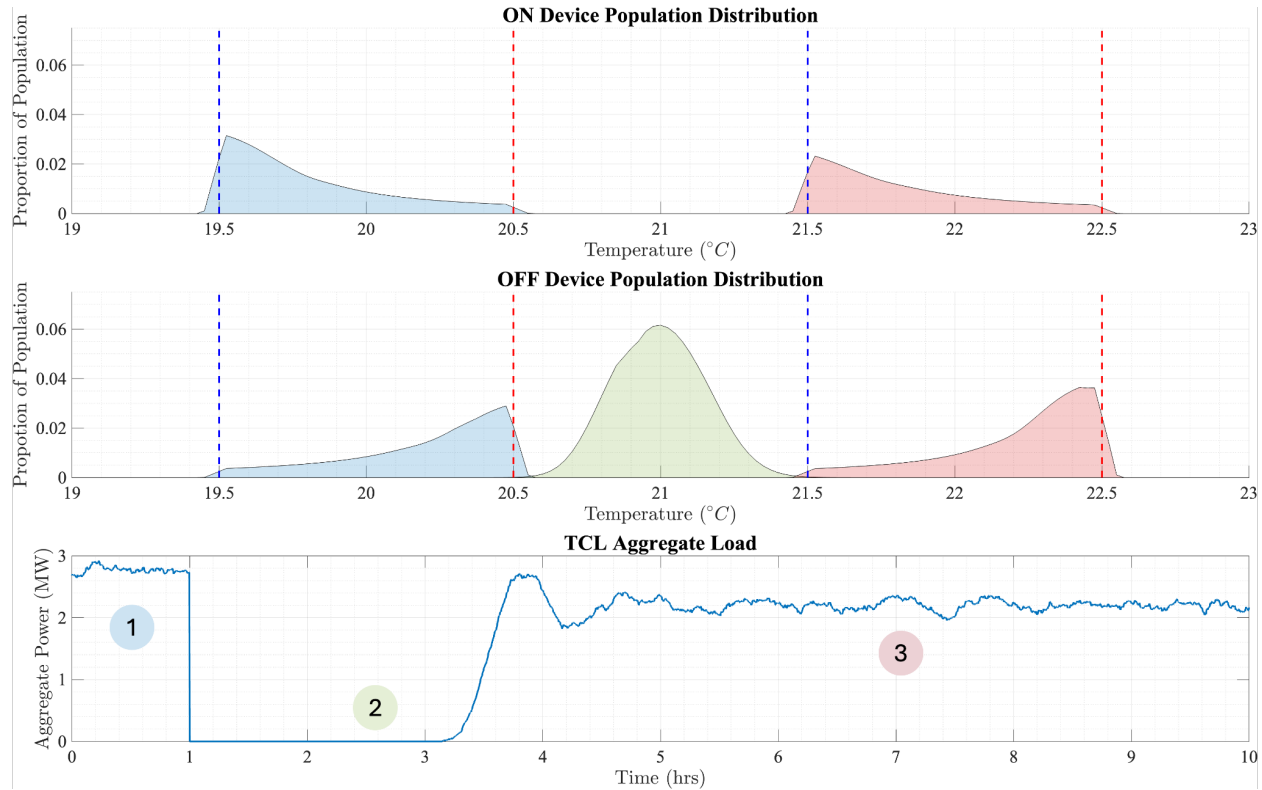 ON Device Population Distribution
Proportion of Population
0.06
0.04
0.02
0
19 19.5 20 20.5 21 21.5 22 22.5 23
Temperature (°C)
OFF Device Population Distribution
Propotion of Population
0.06
0.04
0.02
0
19 19.5 20 20.5 21 21.5 22 22.5 23
Temperature (°C)
TCL Aggregate Load
Aggregate Power (MW)
3
2
1
0
1
2
3
0 1 2 3 4 5 6 7 8 9 10
Time (hrs)